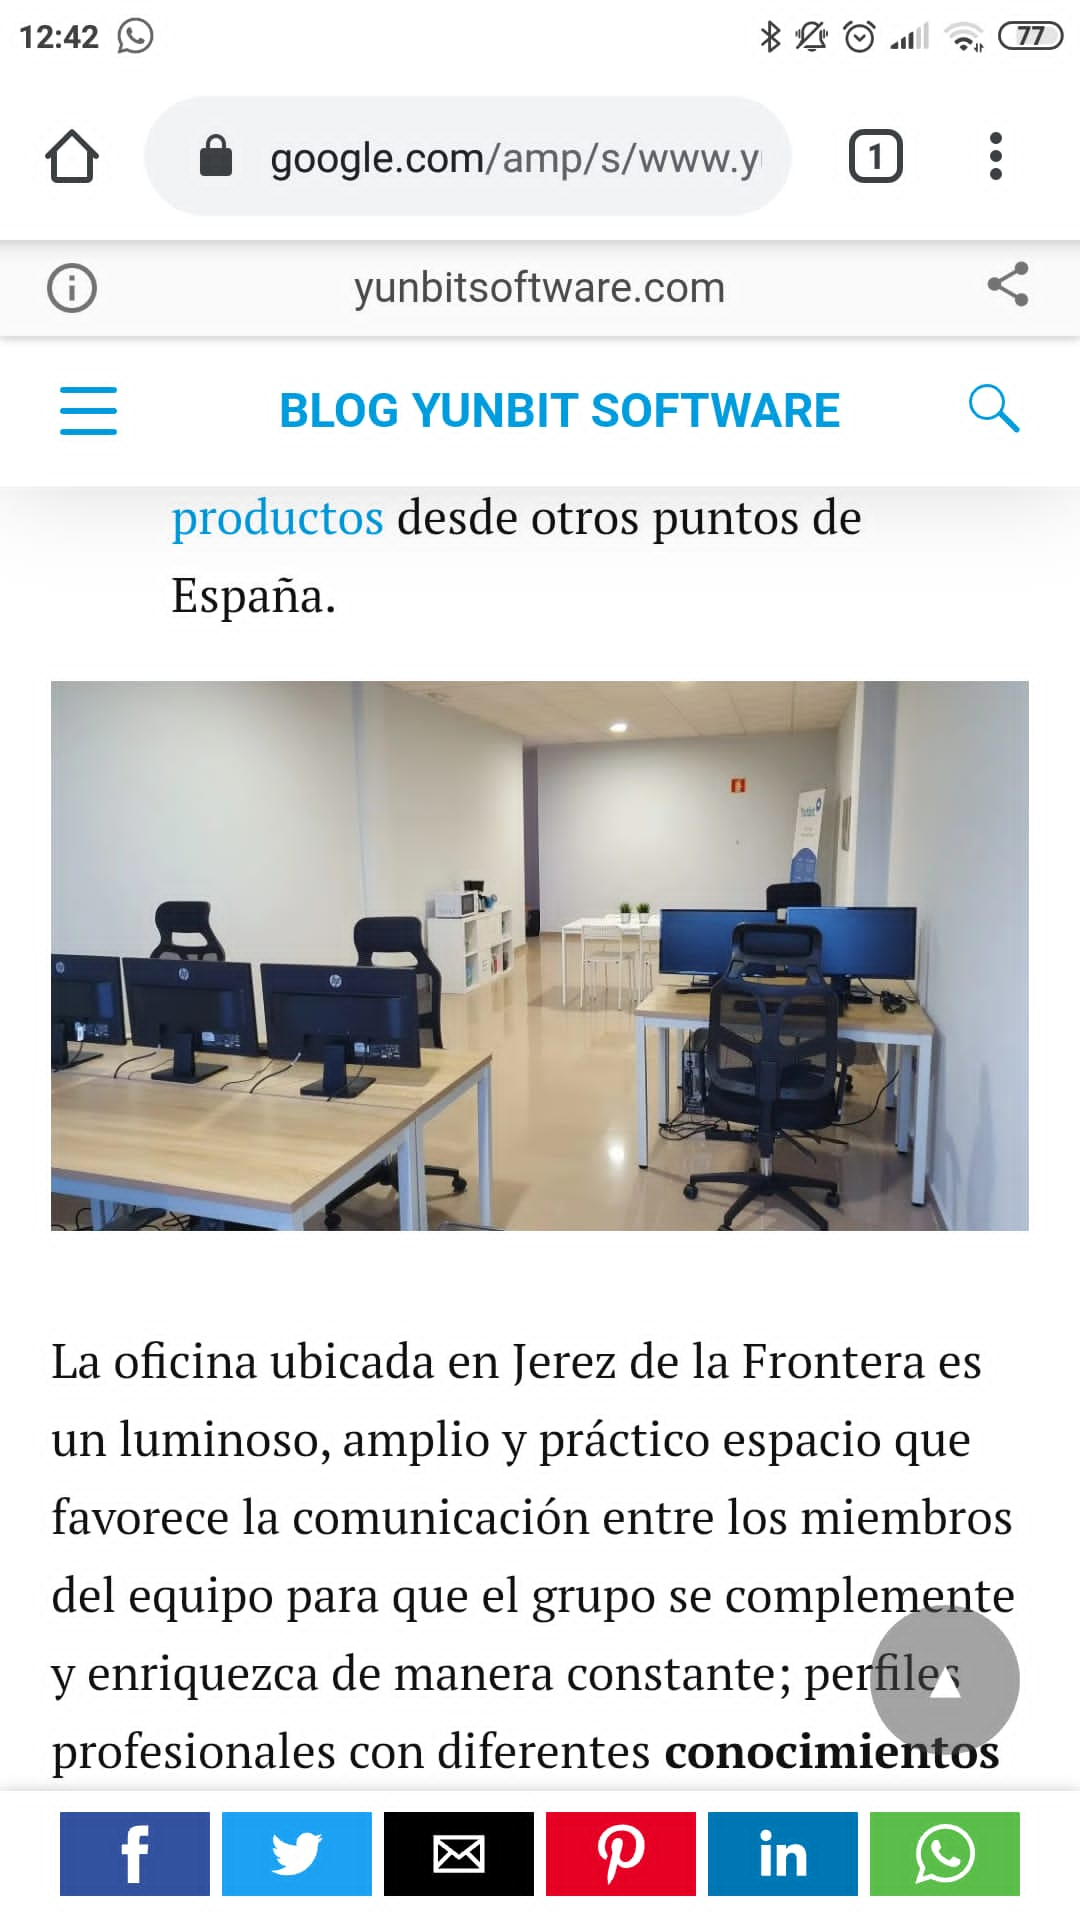 12:42
77
google.com/amp/s/www.y
1
yunbitsoftware.com
BLOG YUNBIT SOFTWARE
productos desde otros puntos de
España.
hp
hp
hp
La oficina ubicada en Jerez de la Frontera es
un luminoso, amplio y práctico espacio que
favorece la comunicación entre los miembros
del equipo para que el grupo se complemente
y enriquezca de manera constante; perfiles
profesionales con diferentes conocimientos